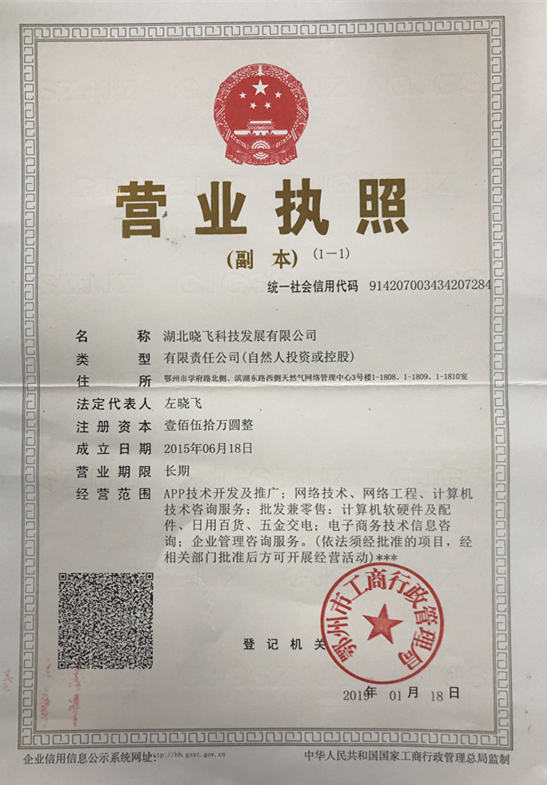 营业执照
(副 本) (1-1)
统一社会信用代码 914207003434207284
名 称 湖北晓飞科技发展有限公司
类 型 有限责任公司(自然人投资或控股)
住 所 鄂州市学府路北侧、滨湖东路西侧天然气网络管理中心3号楼1-1808、1-1809、1-1810室
法定代表人 左晓飞
注册资本 壹佰伍拾万圆整
成立日期 2015年06月18日
营业期限 长期
经营范围 APP技术开发及推广；网络技术、网络工程、计算机
技术咨询服务；批发兼零售：计算机软硬件及配
件、日用百货、五金交电；电子商务技术信息咨
询；企业管理咨询服务。(依法须经批准的项目，经
相关部门批准后方可开展经营活动)***
鄂州市工商行政管理局
登记机关
2019年 01月 18日
企业信用信息公示系统网址：http://hb.gsxt.gov.cn 中华人民共和国国家工商行政管理总局监制